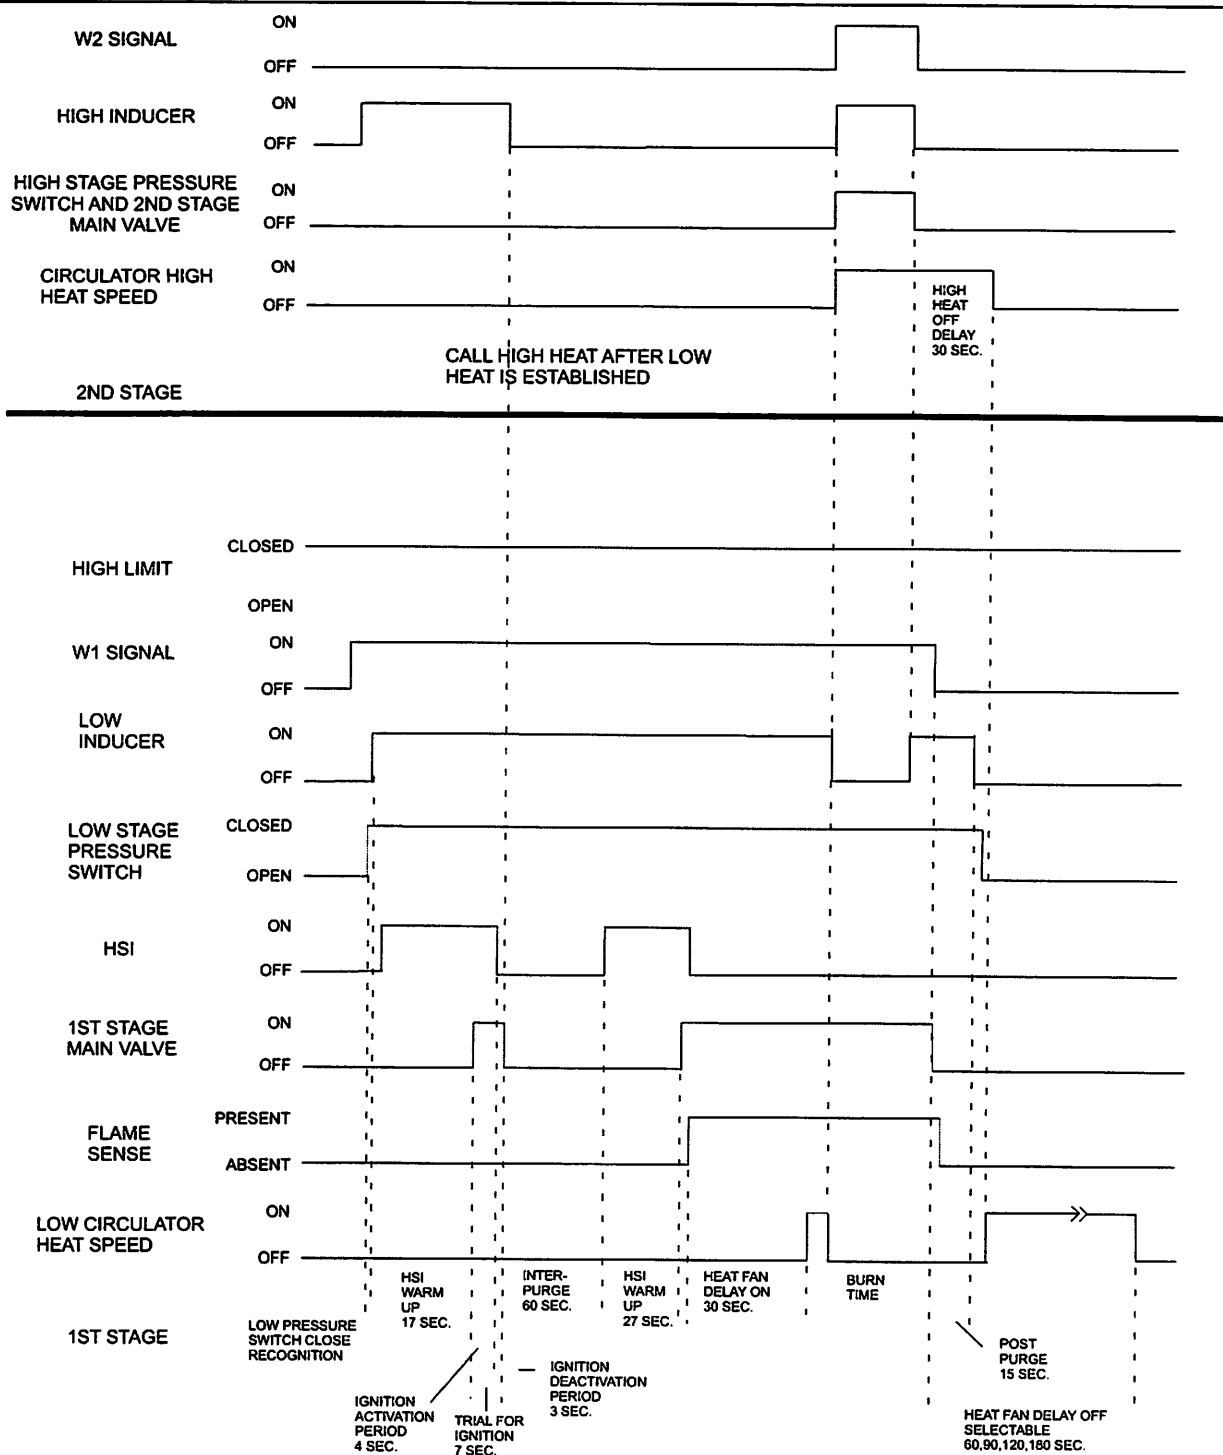 W2 SIGNAL
ON
OFF
HIGH INDUCER
ON
OFF
HIGH STAGE PRESSURE
SWITCH AND 2ND STAGE
MAIN VALVE
ON
OFF
CIRCULATOR HIGH
HEAT SPEED
ON
OFF
HIGH
HEAT
OFF
DELAY
30 SEC.
CALL HIGH HEAT AFTER LOW
HEAT IS ESTABLISHED
2ND STAGE
HIGH LIMIT
CLOSED
OPEN
W1 SIGNAL
ON
OFF
LOW
INDUCER
ON
OFF
LOW STAGE
PRESSURE
SWITCH
CLOSED
OPEN
HSI
ON
OFF
1ST STAGE
MAIN VALVE
ON
OFF
FLAME
SENSE
PRESENT
ABSENT
LOW CIRCULATOR
HEAT SPEED
ON
OFF
1ST STAGE
LOW PRESSURE
SWITCH CLOSE
RECOGNITION
HSI
WARM
UP
17 SEC.
INTER-
PURGE
60 SEC.
HSI
WARM
UP
27 SEC.
HEAT FAN
DELAY ON
30 SEC.
BURN
TIME
IGNITION
ACTIVATION
PERIOD
4 SEC.
TRIAL FOR
IGNITION
7 SEC.
IGNITION
DEACTIVATION
PERIOD
3 SEC.
POST
PURGE
15 SEC.
HEAT FAN DELAY OFF
SELECTABLE
60,90,120,180 SEC.